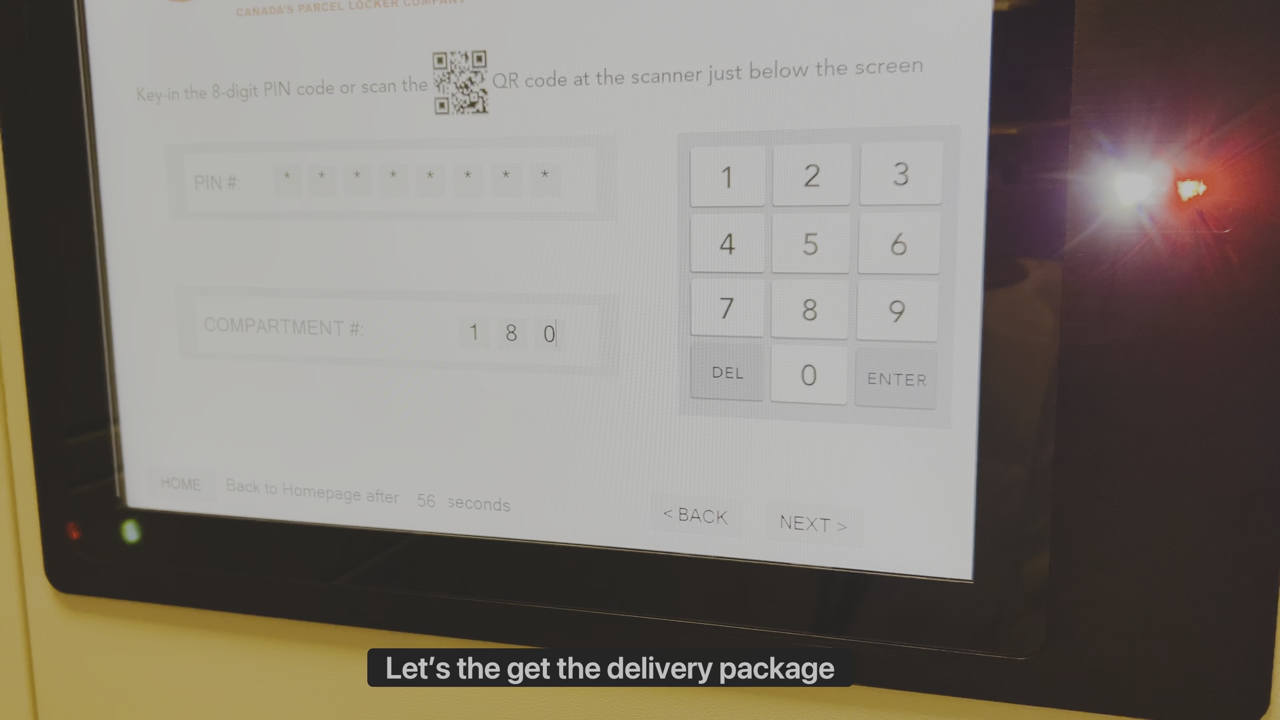 CANADA'S PARCEL LOCKER COMPANY
Key-in the 8-digit PIN code or scan the QR code at the scanner just below the screen
PIN #: * * * * * * * *
1 2 3
4 5 6
7 8 9
DEL 0 ENTER
COMPARTMENT #: 1 8 0
HOME Back to Homepage after 56 seconds
< BACK NEXT >
Let's the get the delivery package